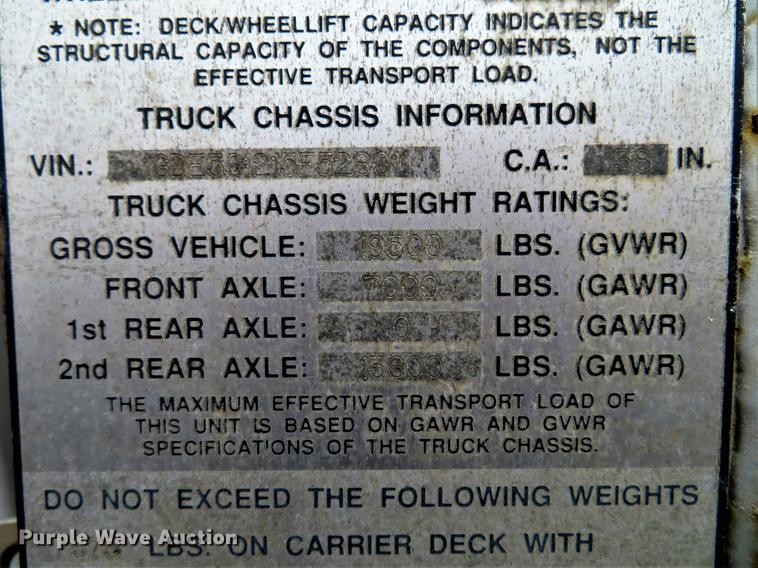 * NOTE: DECK/WHEELLIFT CAPACITY INDICATES THE
STRUCTURAL CAPACITY OF THE COMPONENTS, NOT THE
EFFECTIVE TRANSPORT LOAD.
TRUCK CHASSIS INFORMATION
VIN.: C.A.: IN.
TRUCK CHASSIS WEIGHT RATINGS:
GROSS VEHICLE: LBS. (GVWR)
FRONT AXLE: 7000 LBS. (GAWR)
1st REAR AXLE: 0 LBS. (GAWR)
2nd REAR AXLE: LBS. (GAWR)
THE MAXIMUM EFFECTIVE TRANSPORT LOAD OF
THIS UNIT IS BASED ON GAWR AND GVWR
SPECIFICATIONS OF THE TRUCK CHASSIS.
DO NOT EXCEED THE FOLLOWING WEIGHTS
LBS. ON CARRIER DECK WITH
Purple Wave Auction